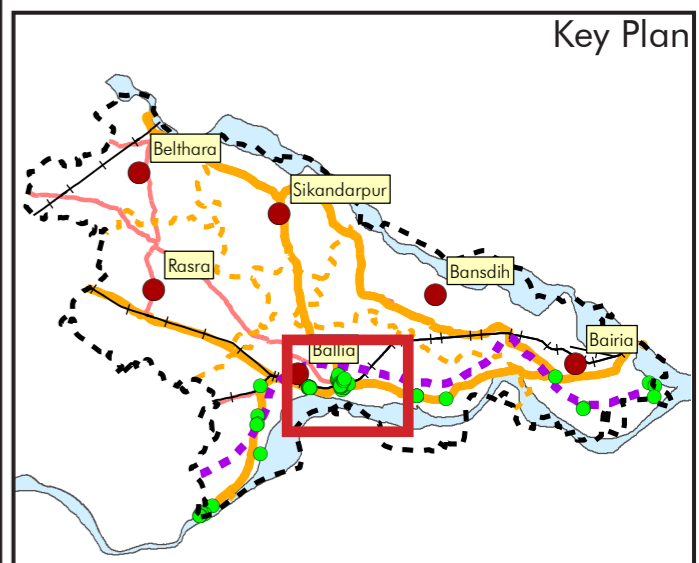 Key Plan
Belthara
Sikandarpur
Rasra
Bansdih
Bairia
Ballia